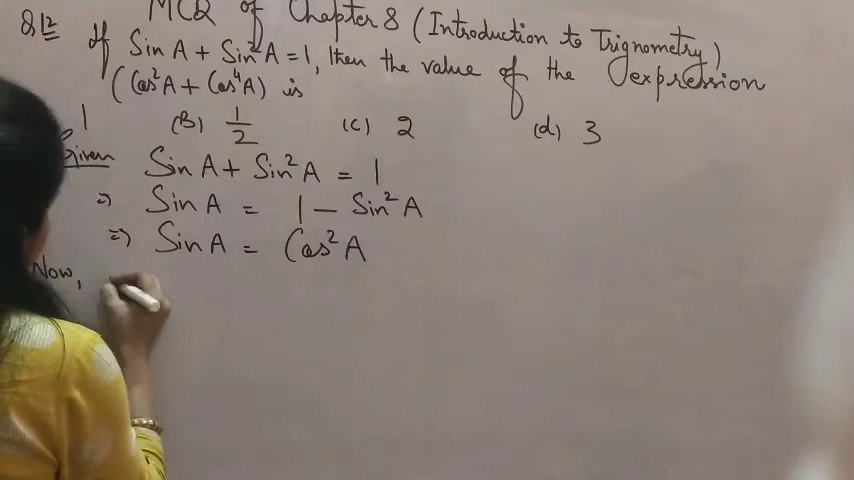 Q12 MCQ of Chapter 8 (Introduction to Trignometry)
If Sin A + Sin²A = 1, then the value of the expression
(Cos²A + Cos⁴A) is
1 (B) 1/2 (C) 2 (d) 3
Given Sin A + Sin²A = 1
⇒ Sin A = 1 – Sin²A
⇒ Sin A = Cos²A
Now,